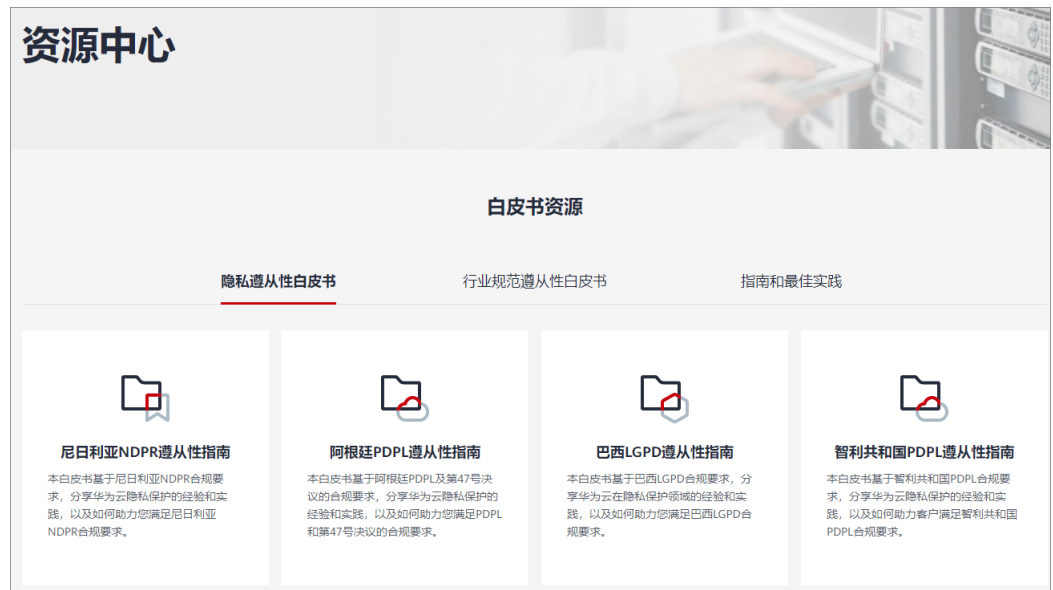 资源中心
白皮书资源
隐私遵从性白皮书
行业规范遵从性白皮书
指南和最佳实践
尼日利亚NDPR遵从性指南
本白皮书基于尼日利亚NDPR合规要
求，分享华为云隐私保护的经验和实
践，以及如何助力您满足尼日利亚
NDPR合规要求。
阿根廷PDPL遵从性指南
本白皮书基于阿根廷PDPL及第47号决
议的合规要求，分享华为云隐私保护的
经验和实践，以及如何助力您满足PDPL
和第47号决议的合规要求。
巴西LGPD遵从性指南
本白皮书基于巴西LGPD合规要求，分
享华为云在隐私保护领域的经验和实
践，以及如何助力您满足巴西LGPD合
规要求。
智利共和国PDPL遵从性指南
本白皮书基于智利共和国PDPL合规要
求，分享华为云隐私保护的经验和实
践，以及如何助力客户满足智利共和国
PDPL合规要求。